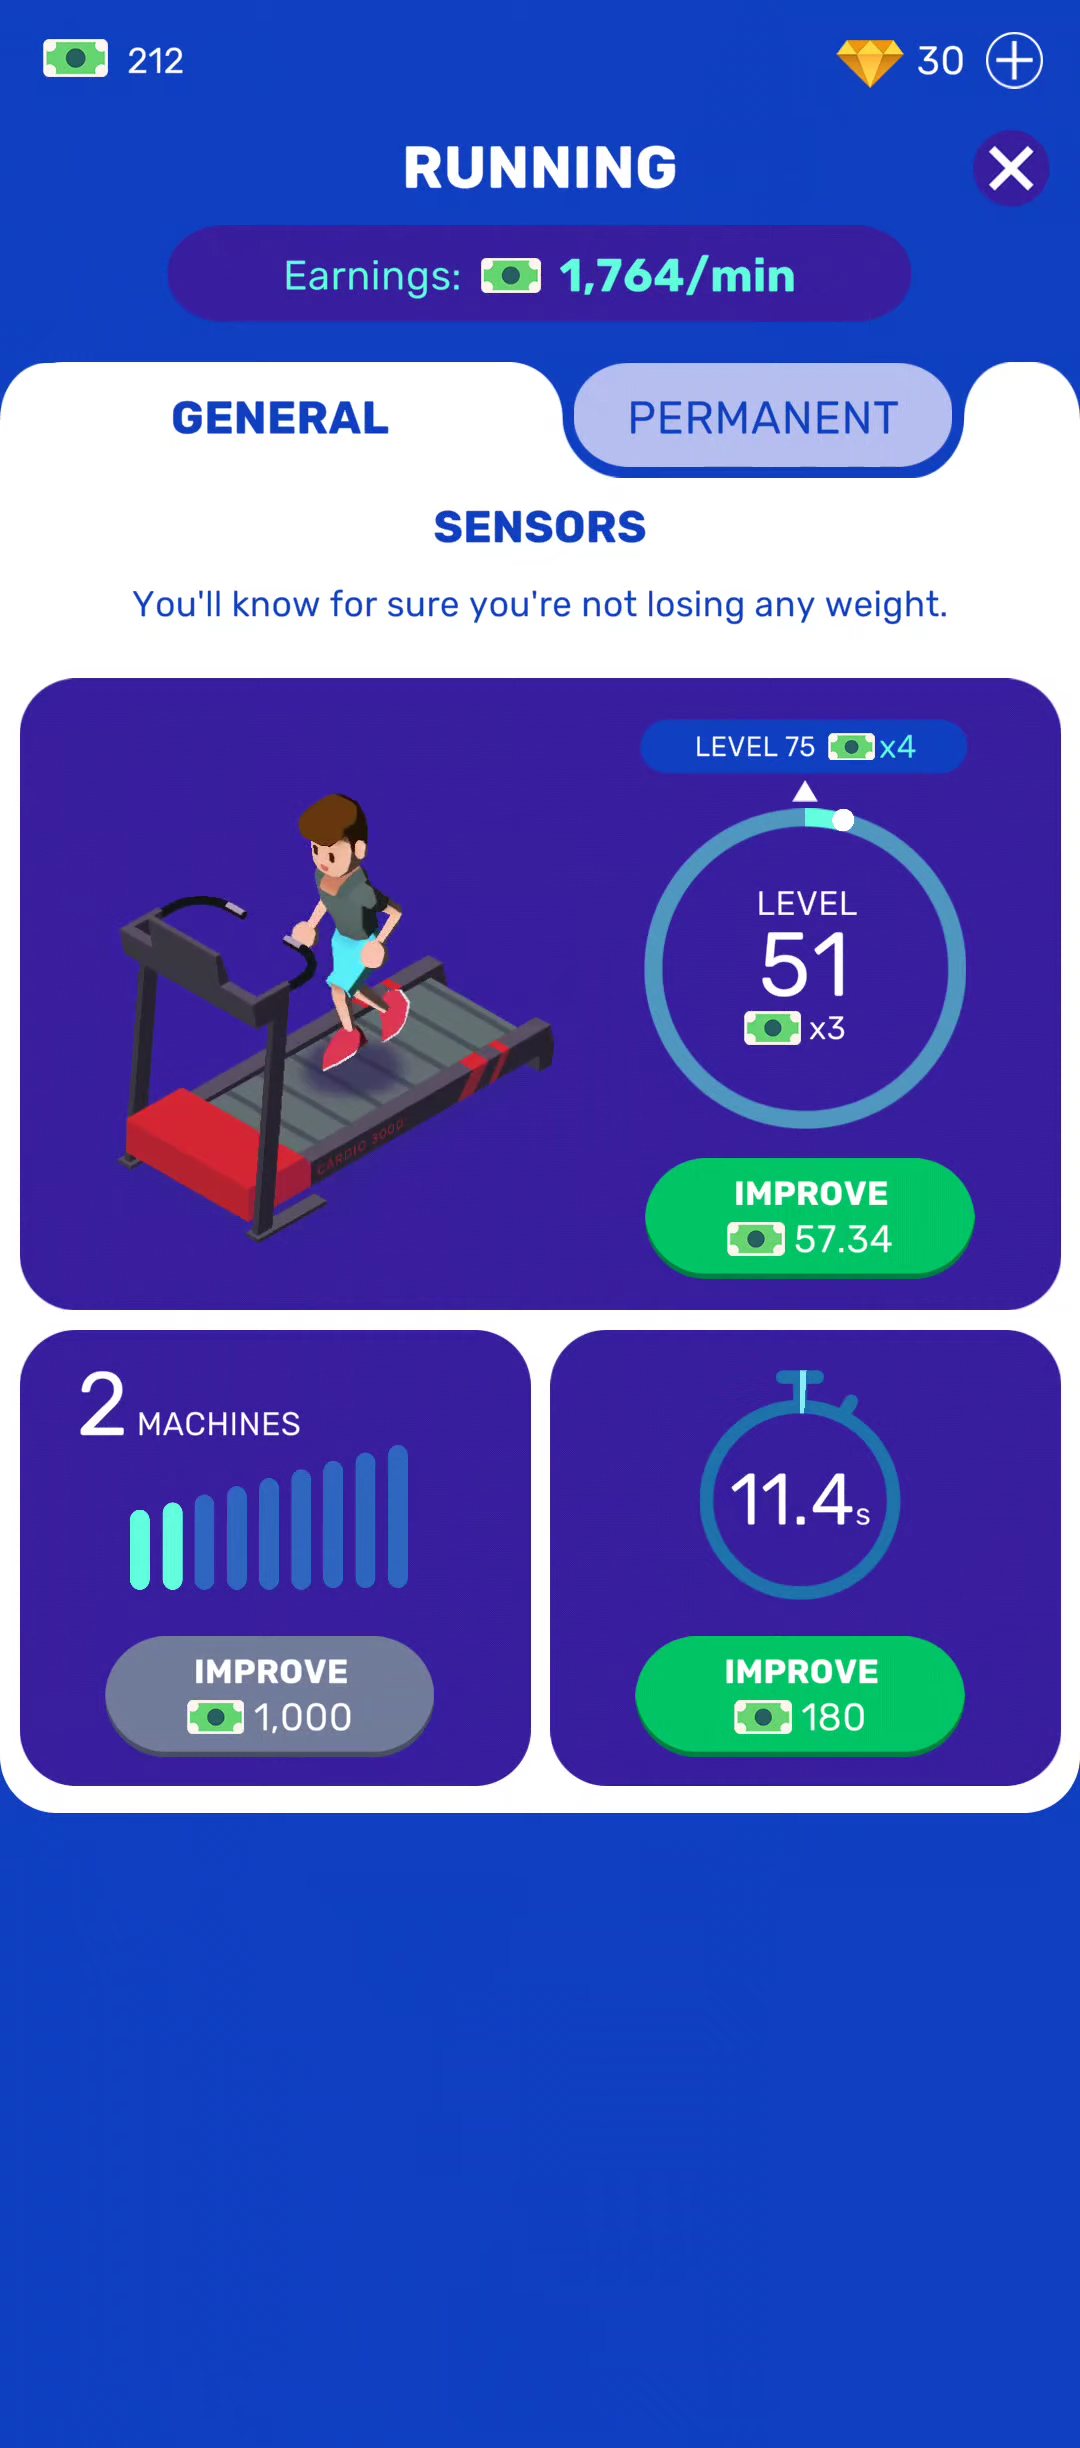 212
30
RUNNING
Earnings: 1,764/min
GENERAL
PERMANENT
SENSORS
You'll know for sure you're not losing any weight.
LEVEL 75 x4
LEVEL
51
x3
CARDIO 3000
IMPROVE
57.34
2 MACHINES
IMPROVE
1,000
11.4s
IMPROVE
180